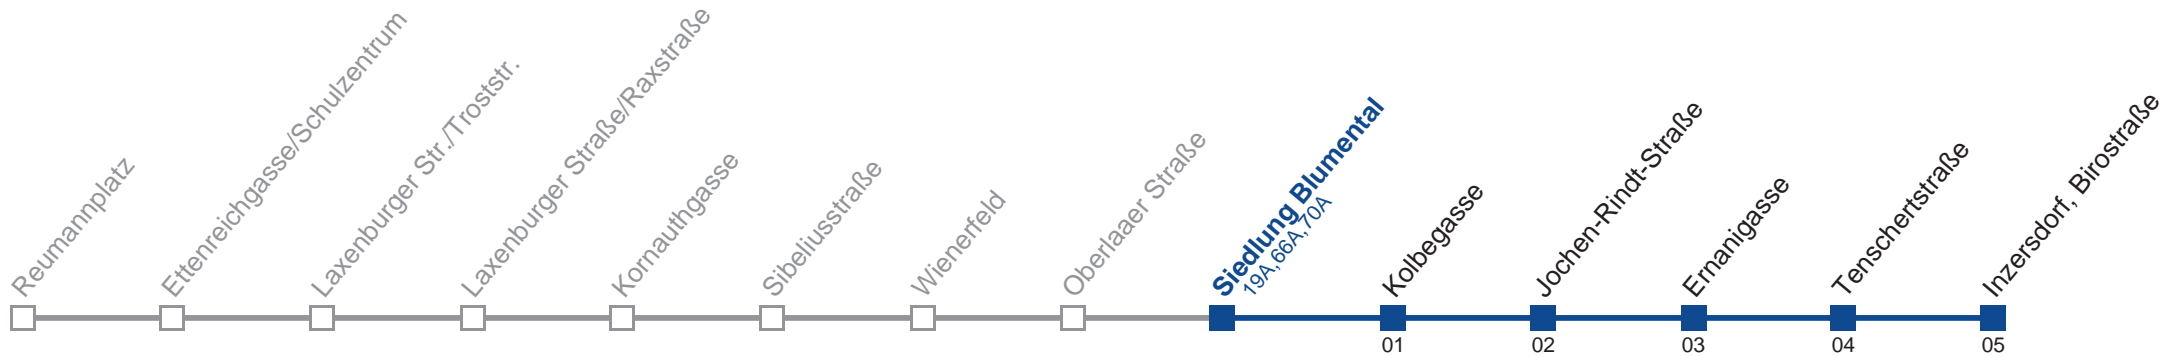 Reumannplatz
Ettenreichgasse/Schulzentrum
Laxenburger Str./Troststr.
Laxenburger Straße/Raxstraße
Kornauthgasse
Sibeliusstraße
Wienerfeld
Oberlaaer Straße
Siedlung Blumental
19A,66A,70A
Kolbegasse
Jochen-Rindt-Straße
Ernanigasse
Tenschertstraße
Inzersdorf, Birostraße
01
02
03
04
05